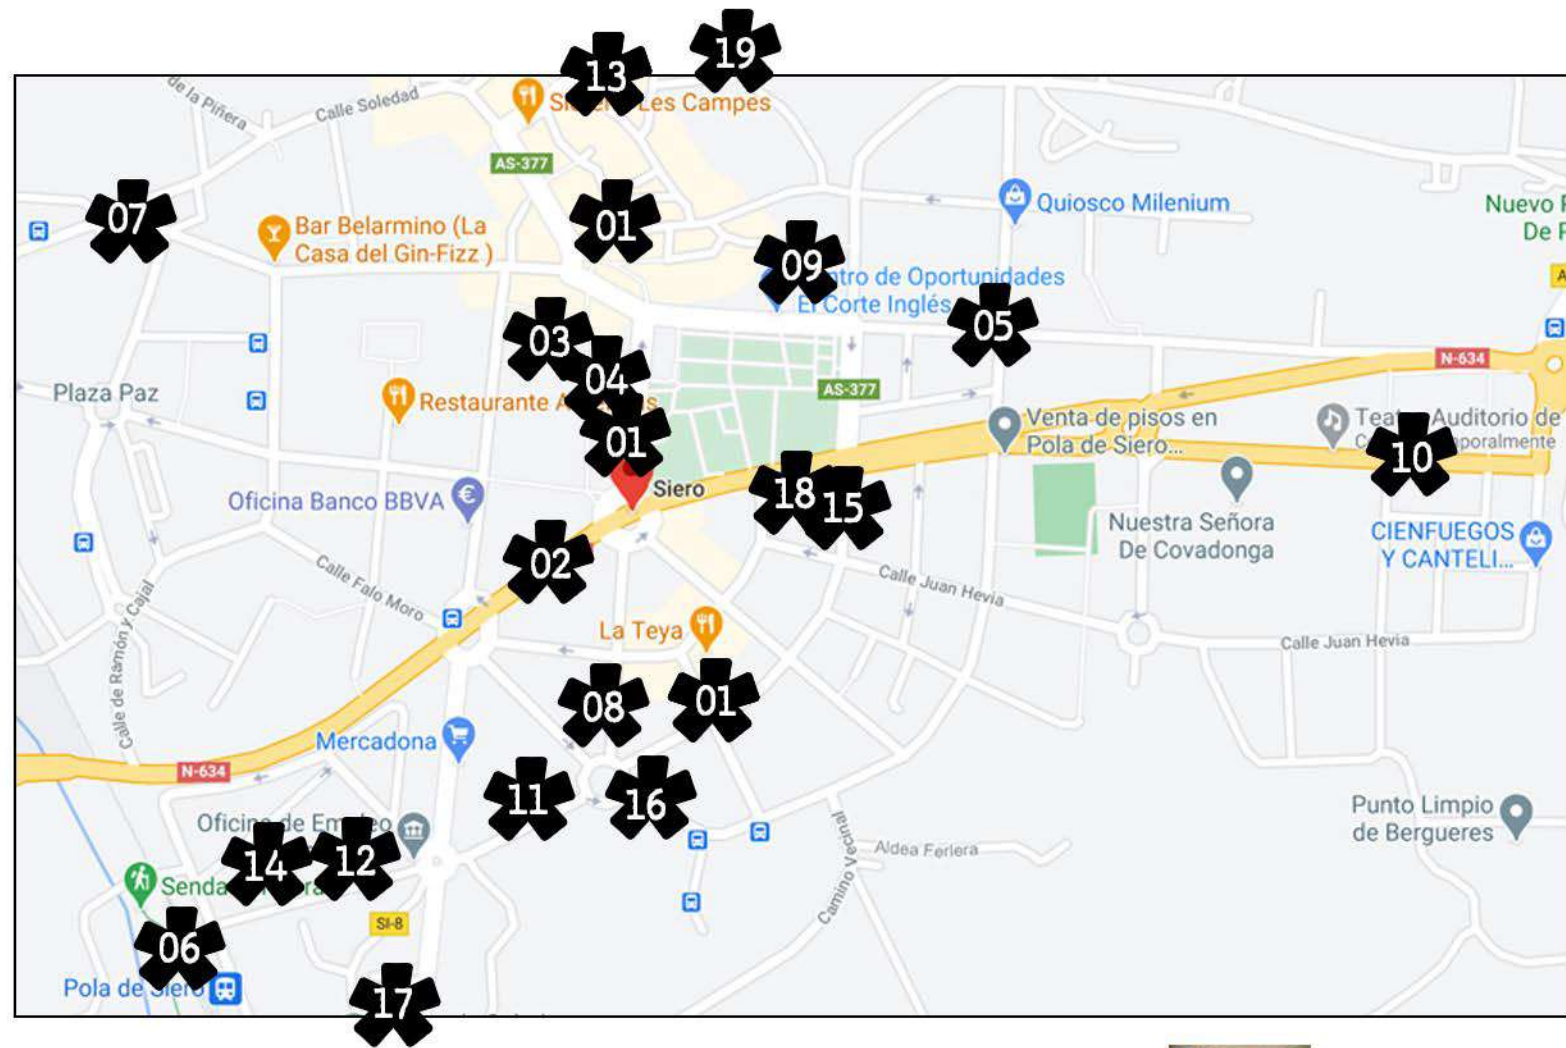 19
13
de la Piñera
Calle Soledad
Les Campes
AS-377
07
01
Quiosco Milenium
Nuevo
De
Bar Belarmino (La
Casa del Gin-Fizz )
09
de Oportunidades
El Corte Inglés
05
03
04
N-634
Plaza Paz
AS-377
Restaurante
01
Venta de pisos en
Pola de Siero...
Auditorio de
10
Oficina Banco BBVA
Siero
18
15
Nuestra Señora
De Covadonga
CIENFUEGOS
Y CANTELI...
02
Calle Falo Moro
Calle Juan Hevia
Calle de Ramón y Cajal
La Teya
Calle Juan Hevia
08
01
Mercadona
N-634
11
16
Punto Limpio
de Bergueres
Oficina de
14
12
Camino Vecinal
Aldea Ferlera
Senda
SI-8
06
Pola de Siero
17